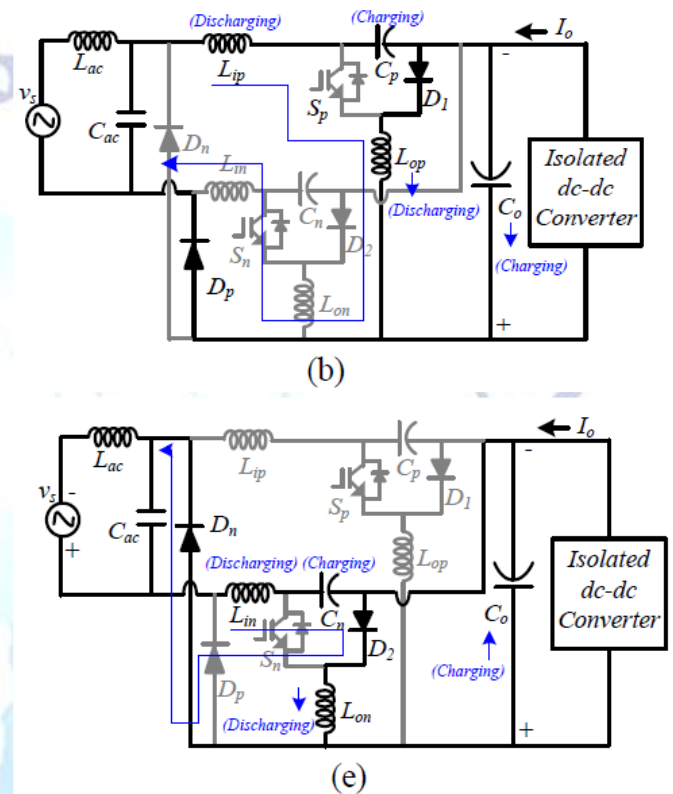 (Discharging) (Charging) Io
Lac Lip Cp -
vs Sp D1
Cac Dn Lop Isolated
Lin dc-dc
Cn (Discharging) Co Converter
Sn D2 (Charging)
Dp Lon +
(b)
Io
Lac Lip Cp -
vs - Sp D1
Cac Dn Lop Isolated
+ (Discharging) (Charging) dc-dc
Lin Cn Co Converter
Sn D2 (Charging)
Dp
(Discharging) Lon +
(e)